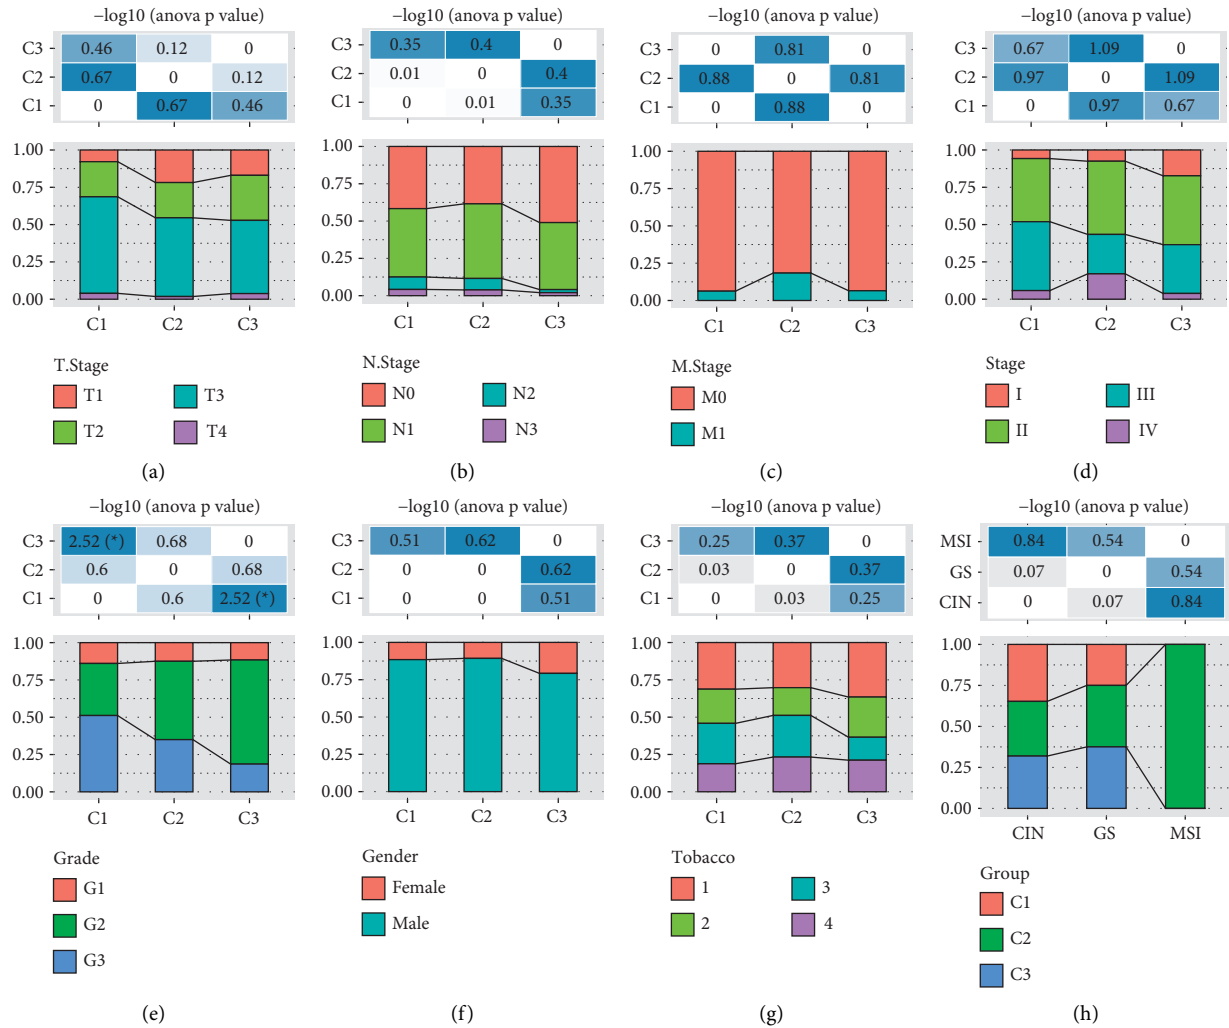 −log10 (anova p value)
C3 0.46 0.12 0
C2 0.67 0 0.12
C1 0 0.67 0.46
1.00
0.75
0.50
0.25
0.00
C1 C2 C3
T.Stage
T1 T3
T2 T4
(a)
−log10 (anova p value)
C3 0.35 0.4 0
C2 0.01 0 0.4
C1 0 0.01 0.35
1.00
0.75
0.50
0.25
0.00
C1 C2 C3
N.Stage
N0 N2
N1 N3
(b)
−log10 (anova p value)
C3 0 0.81 0
C2 0.88 0 0.81
C1 0 0.88 0
1.00
0.75
0.50
0.25
0.00
C1 C2 C3
M.Stage
M0
M1
(c)
−log10 (anova p value)
C3 0.67 1.09 0
C2 0.97 0 1.09
C1 0 0.97 0.67
1.00
0.75
0.50
0.25
0.00
C1 C2 C3
Stage
I III
II IV
(d)
−log10 (anova p value)
C3 2.52 (*) 0.68 0
C2 0.6 0 0.68
C1 0 0.6 2.52 (*)
1.00
0.75
0.50
0.25
0.00
C1 C2 C3
Grade
G1
G2
G3
(e)
−log10 (anova p value)
C3 0.51 0.62 0
C2 0 0 0.62
C1 0 0 0.51
1.00
0.75
0.50
0.25
0.00
C1 C2 C3
Gender
Female
Male
(f)
−log10 (anova p value)
C3 0.25 0.37 0
C2 0.03 0 0.37
C1 0 0.03 0.25
1.00
0.75
0.50
0.25
0.00
C1 C2 C3
Tobacco
1 3
2 4
(g)
−log10 (anova p value)
MSI 0.84 0.54 0
GS 0.07 0 0.54
CIN 0 0.07 0.84
1.00
0.75
0.50
0.25
0.00
CIN GS MSI
Group
C1
C2
C3
(h)